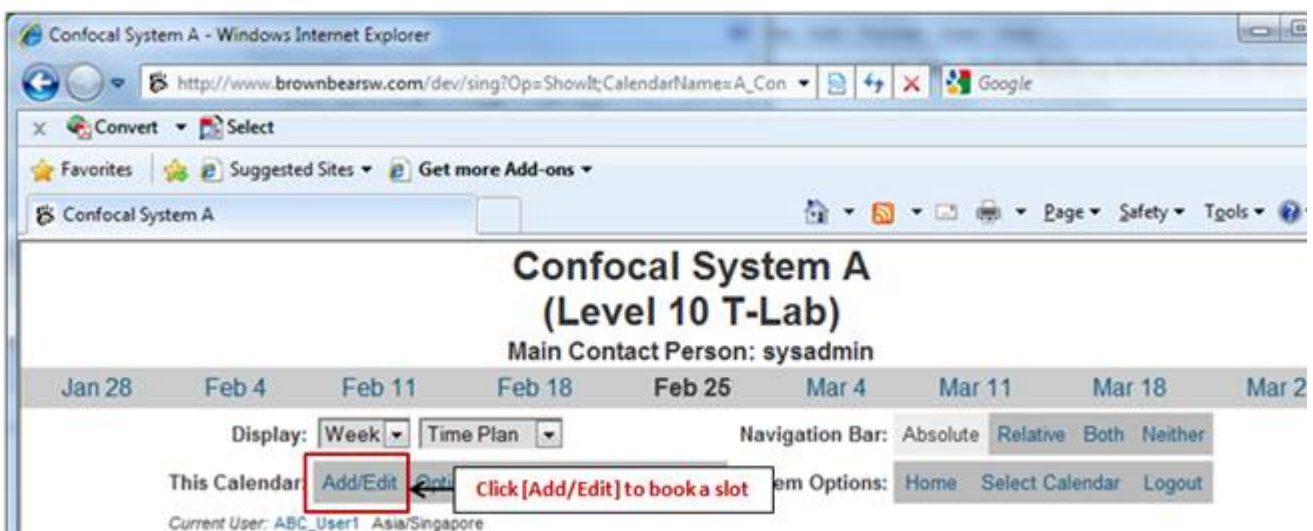 Confocal System A - Windows Internet Explorer
http://www.brownbearsw.com/dev/sing?Op=ShowIt;CalendarName=A_Con Google
x Convert Select
Favorites Suggested Sites Get more Add-ons
Confocal System A Page Safety Tools
Confocal System A
(Level 10 T-Lab)
Main Contact Person: sysadmin
Jan 28 Feb 4 Feb 11 Feb 18 Feb 25 Mar 4 Mar 11 Mar 18 Mar 2
Display: Week Time Plan Navigation Bar: Absolute Relative Both Neither
This Calendar: Add/Edit Click [Add/Edit] to book a slot em Options: Home Select Calendar Logout
Current User: ABC_User1 Asia/Singapore